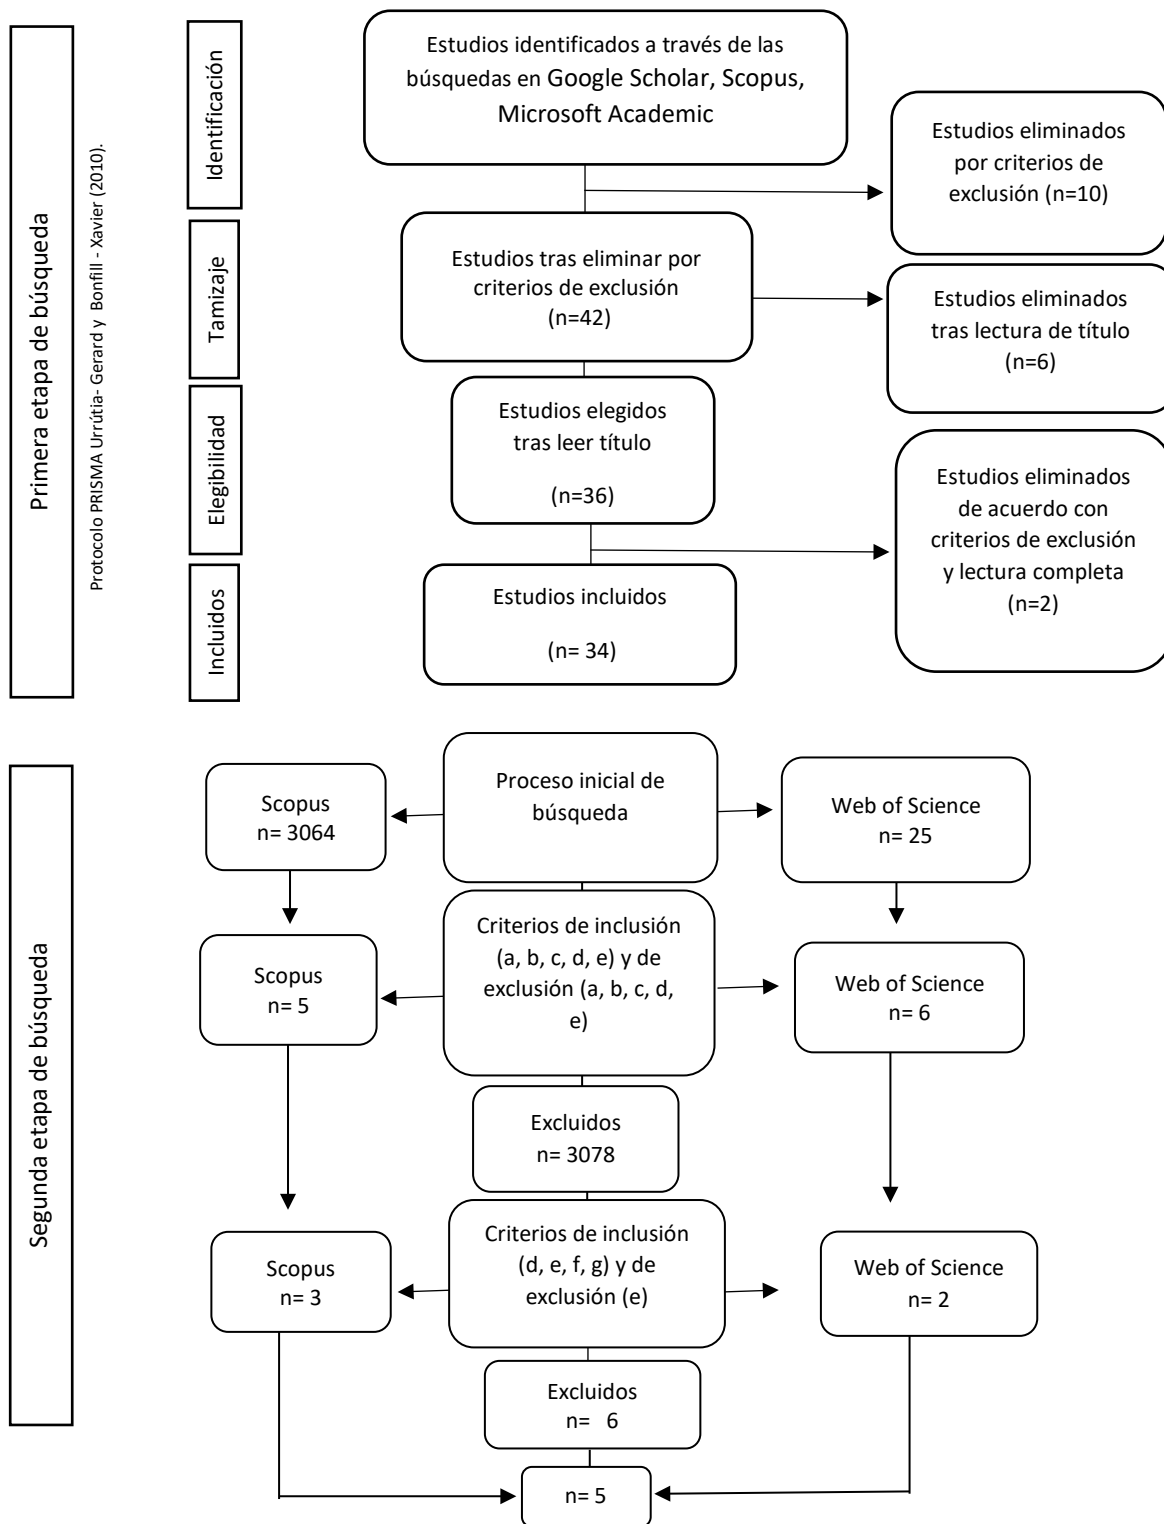 Primera etapa de búsqueda
Protocolo PRISMA Urrútia- Gerard y Bonfill - Xavier (2010).
Identificación
Estudios identificados a través de las
búsquedas en Google Scholar, Scopus,
Microsoft Academic
Estudios eliminados
por criterios de
exclusión (n=10)
Tamizaje
Estudios tras eliminar por
criterios de exclusión
(n=42)
Estudios eliminados
tras lectura de título
(n=6)
Elegibilidad
Estudios elegidos
tras leer título
(n=36)
Estudios eliminados
de acuerdo con
criterios de exclusión
y lectura completa
(n=2)
Incluidos
Estudios incluidos
(n= 34)
Segunda etapa de búsqueda
Proceso inicial de
búsqueda
Scopus
n= 3064
Web of Science
n= 25
Criterios de inclusión
(a, b, c, d, e) y de
exclusión (a, b, c, d,
e)
Scopus
n= 5
Web of Science
n= 6
Excluidos
n= 3078
Criterios de inclusión
(d, e, f, g) y de
exclusión (e)
Scopus
n= 3
Web of Science
n= 2
Excluidos
n= 6
n= 5